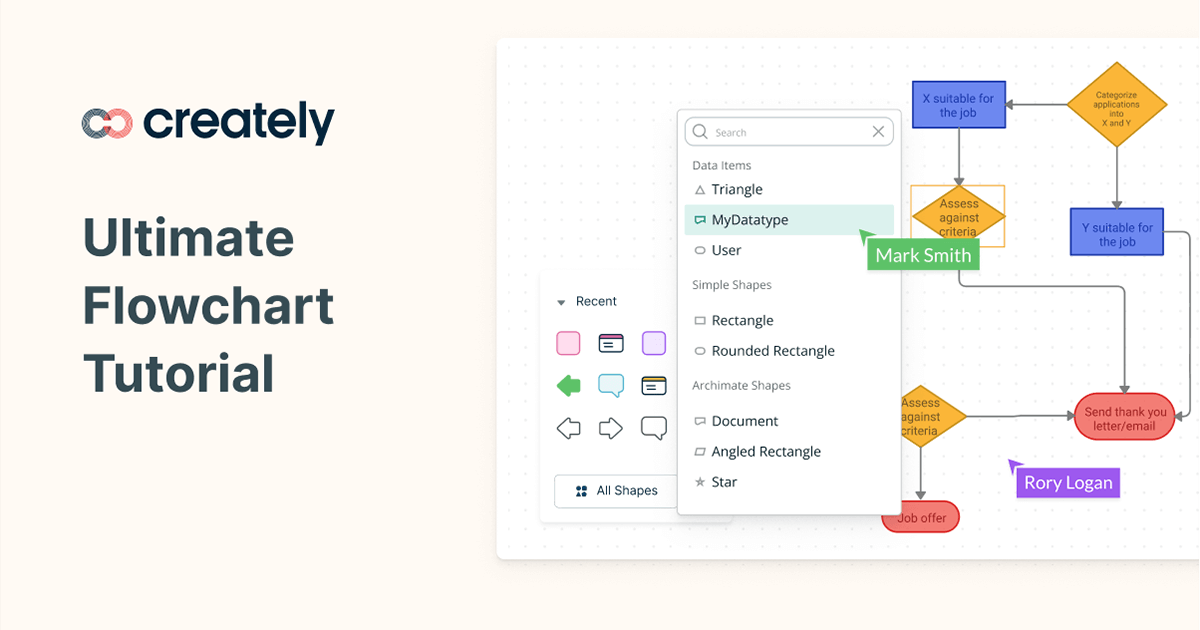 creately
Ultimate
Flowchart
Tutorial
Search
Data Items
Triangle
MyDatatype
User
Simple Shapes
Rectangle
Rounded Rectangle
Archimate Shapes
Document
Angled Rectangle
Star
Recent
All Shapes
X suitable for
the job
Categorize
applications
into
X and Y
Assess
against
criteria
Mark Smith
Y suitable for
the job
Assess
against
criteria
Send thank you
letter/email
Rory Logan
Job offer